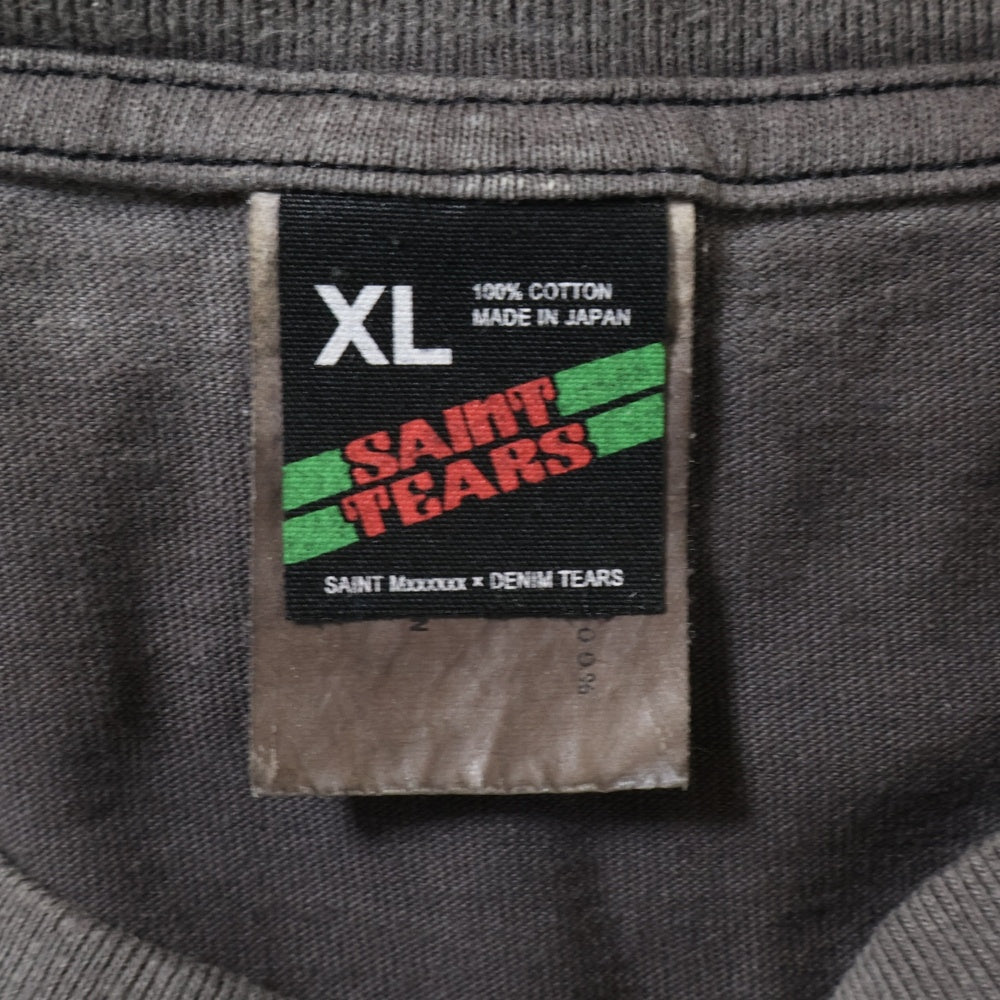 XL
100% COTTON
MADE IN JAPAN
SAINT
TEARS
SAINT Mxxxxxx × DENIM TEARS